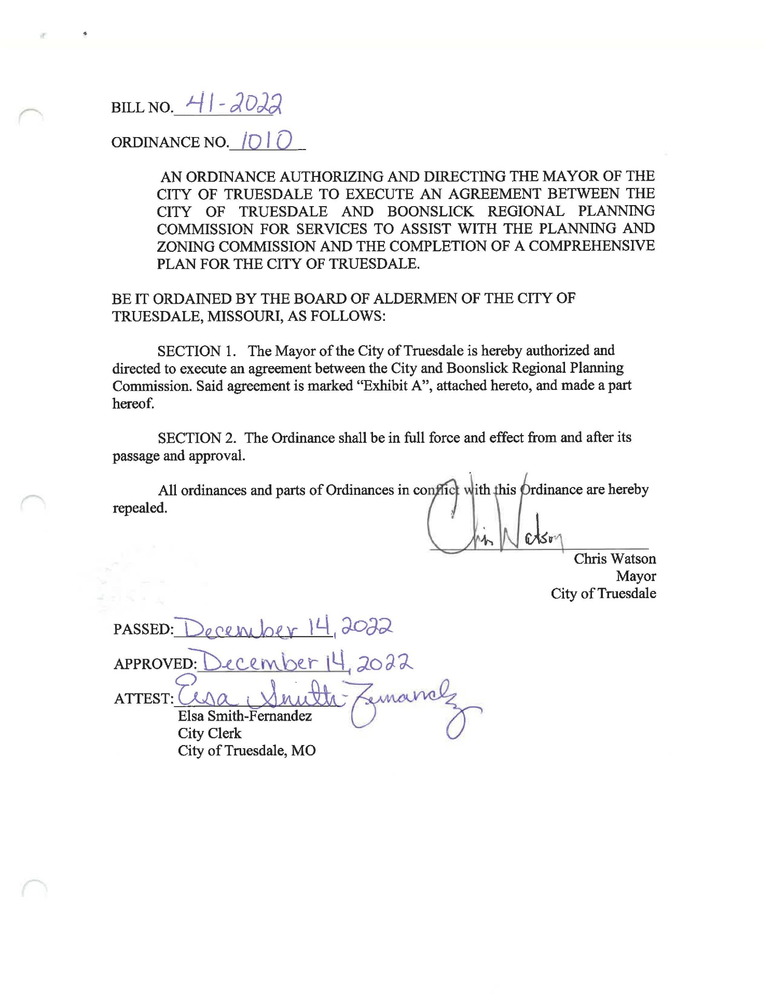 BILL NO. 41-2022
ORDINANCE NO. 1010
AN ORDINANCE AUTHORIZING AND DIRECTING THE MAYOR OF THE
CITY OF TRUESDALE TO EXECUTE AN AGREEMENT BETWEEN THE
CITY OF TRUESDALE AND BOONSLICK REGIONAL PLANNING
COMMISSION FOR SERVICES TO ASSIST WITH THE PLANNING AND
ZONING COMMISSION AND THE COMPLETION OF A COMPREHENSIVE
PLAN FOR THE CITY OF TRUESDALE.
BE IT ORDAINED BY THE BOARD OF ALDERMEN OF THE CITY OF
TRUESDALE, MISSOURI, AS FOLLOWS:
SECTION 1. The Mayor of the City of Truesdale is hereby authorized and
directed to execute an agreement between the City and Boonslick Regional Planning
Commission. Said agreement is marked “Exhibit A”, attached hereto, and made a part
hereof.
SECTION 2. The Ordinance shall be in full force and effect from and after its
passage and approval.
All ordinances and parts of Ordinances in conflict with this Ordinance are hereby
repealed.
Chris Watson
Chris Watson
Mayor
City of Truesdale
PASSED: December 14, 2022
APPROVED: December 14, 2022
ATTEST: Elsa Smith-Fernandez
Elsa Smith-Fernandez
City Clerk
City of Truesdale, MO